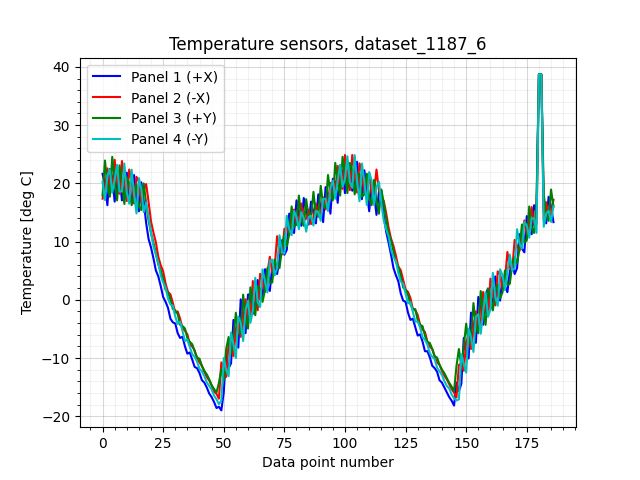 Temperature sensors, dataset_1187_6
Temperature [deg C]
40
30
20
10
0
−10
−20
Panel 1 (+X)
Panel 2 (-X)
Panel 3 (+Y)
Panel 4 (-Y)
0 25 50 75 100 125 150 175
Data point number